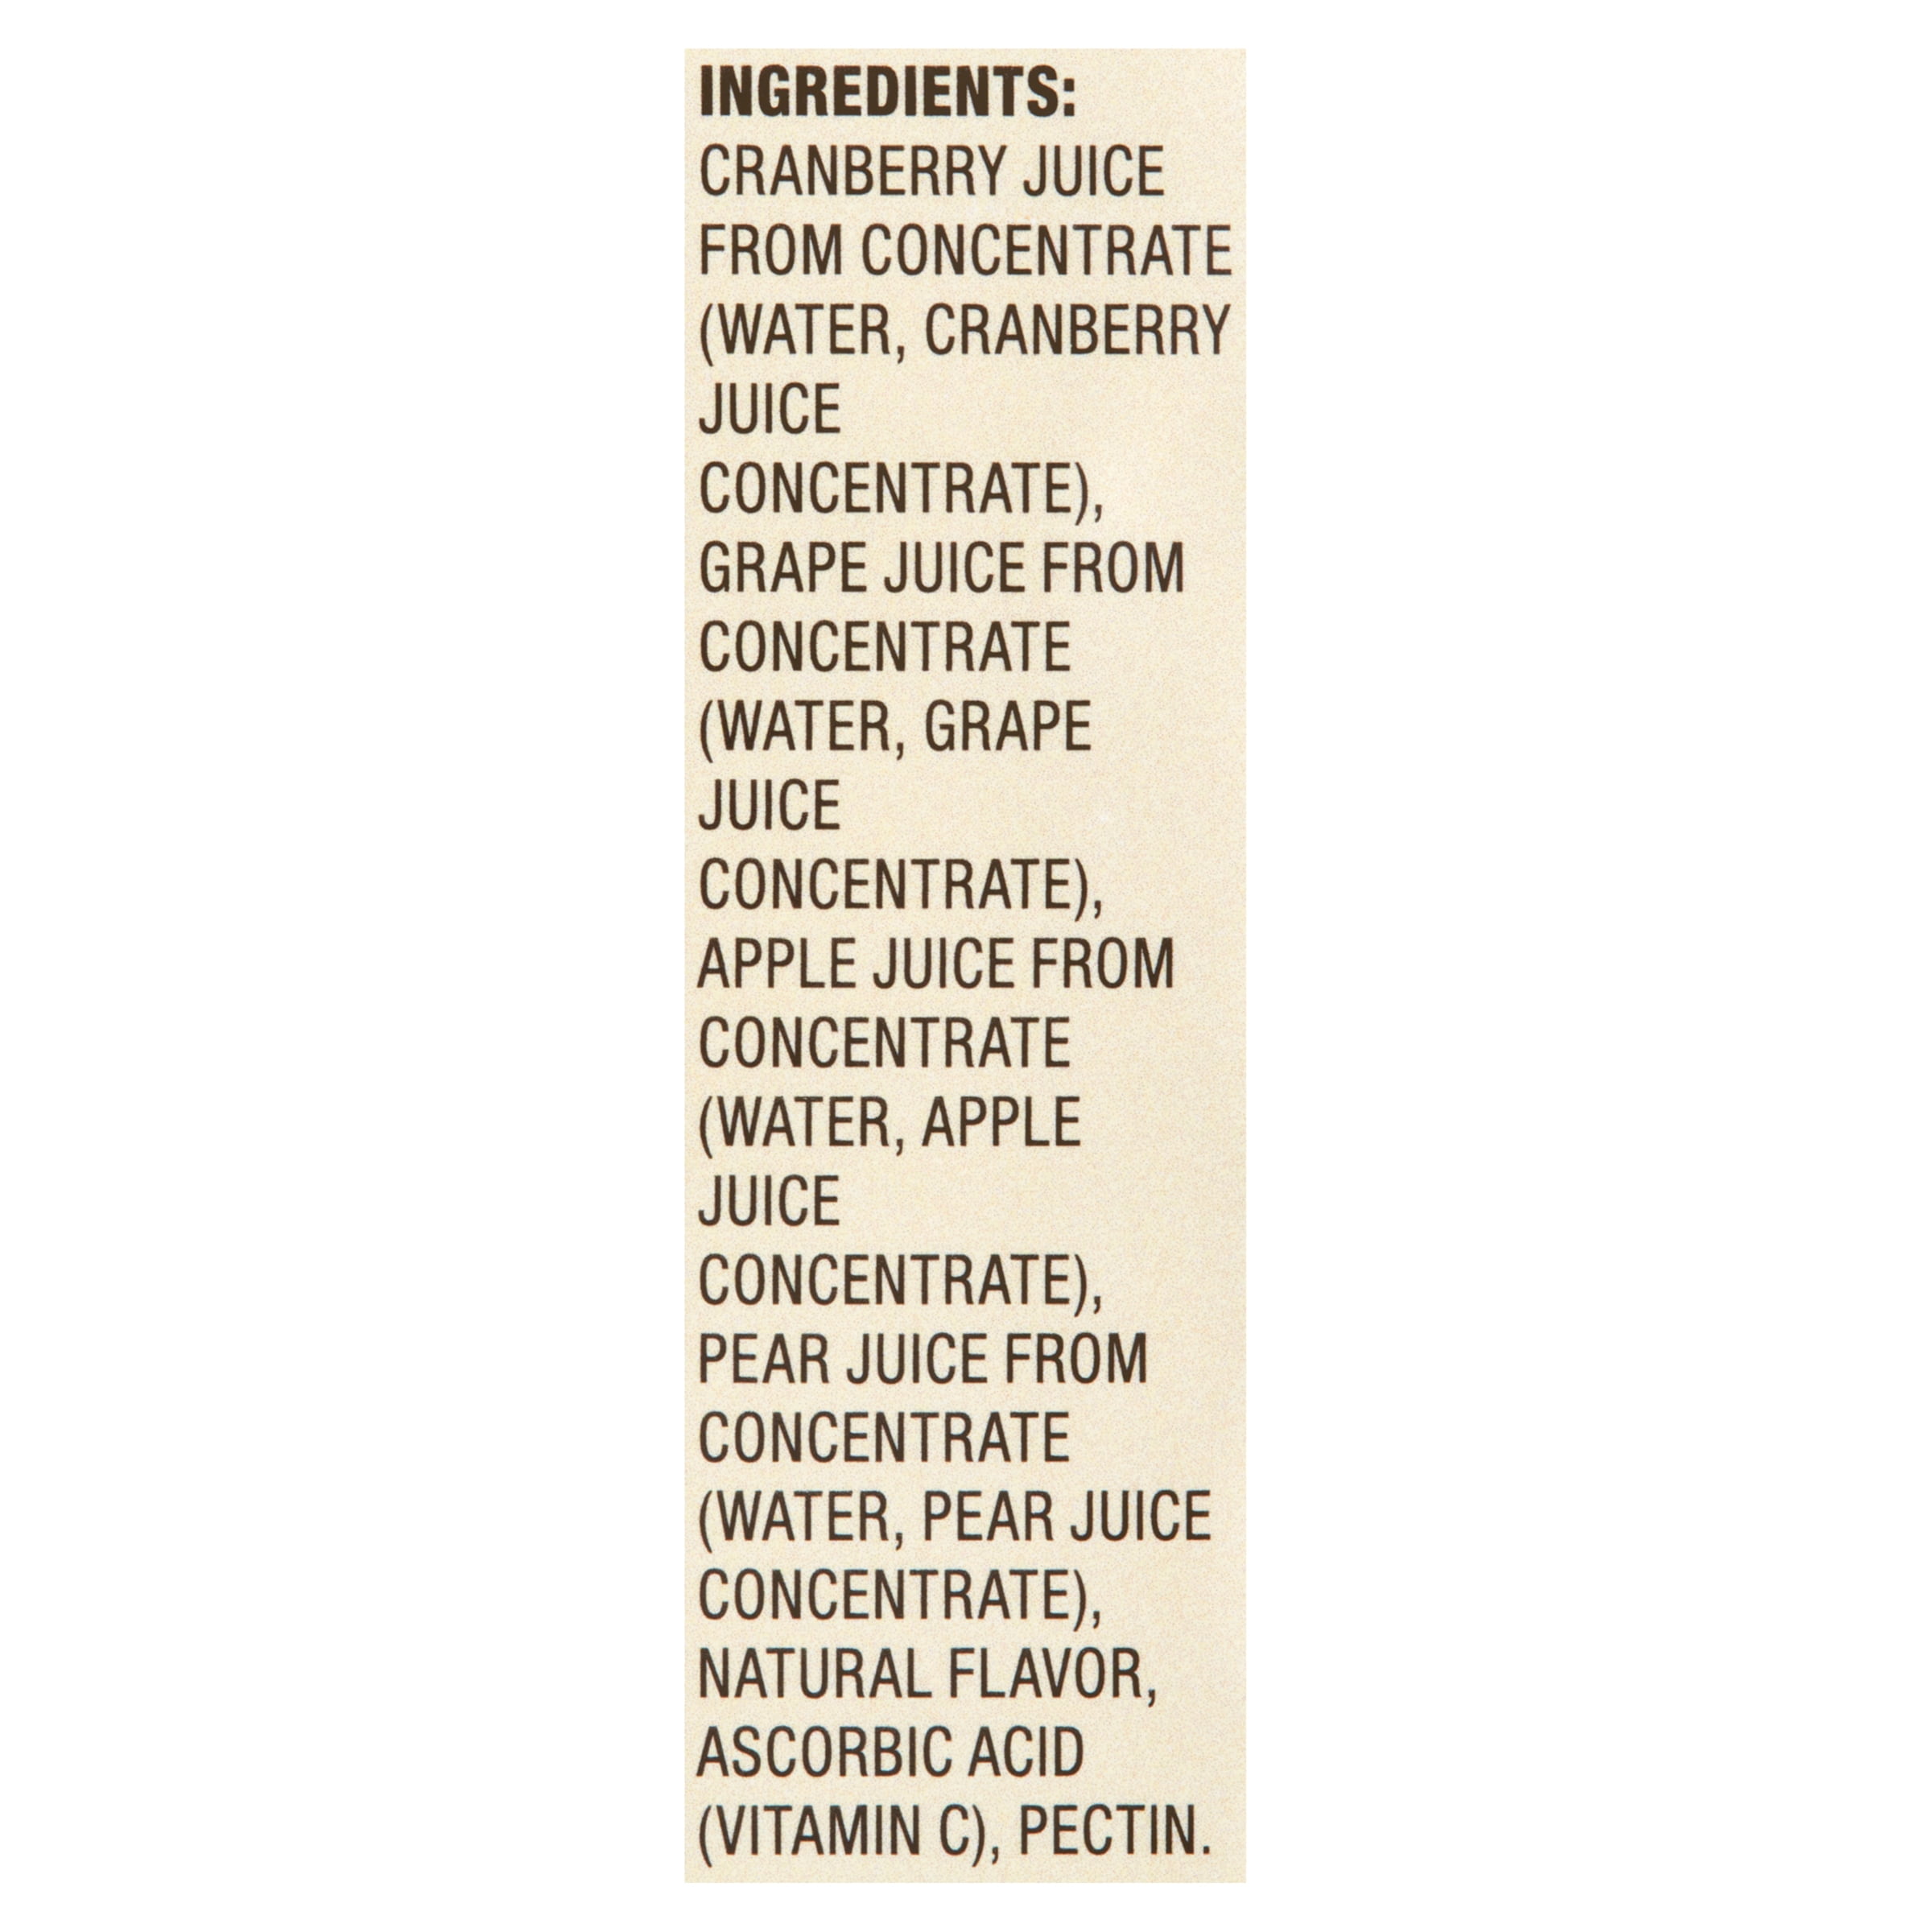 INGREDIENTS:
CRANBERRY JUICE
FROM CONCENTRATE
(WATER, CRANBERRY
JUICE
CONCENTRATE),
GRAPE JUICE FROM
CONCENTRATE
(WATER, GRAPE
JUICE
CONCENTRATE),
APPLE JUICE FROM
CONCENTRATE
(WATER, APPLE
JUICE
CONCENTRATE),
PEAR JUICE FROM
CONCENTRATE
(WATER, PEAR JUICE
CONCENTRATE),
NATURAL FLAVOR,
ASCORBIC ACID
(VITAMIN C), PECTIN.